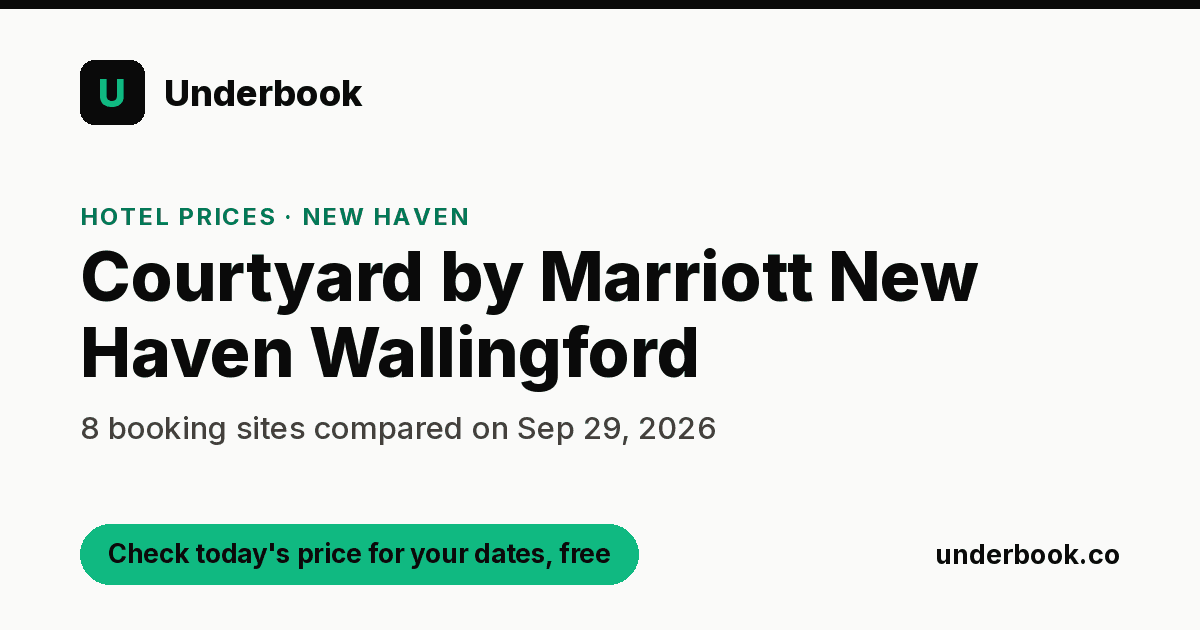 U Underbook
HOTEL PRICES · NEW HAVEN
Courtyard by Marriott New
Haven Wallingford
8 booking sites compared on Sep 29, 2026
Check today's price for your dates, free
underbook.co